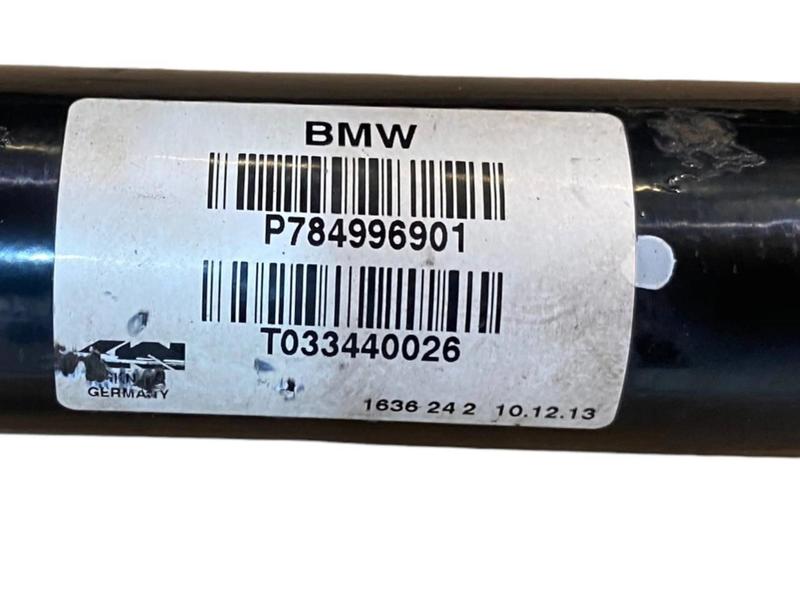 BMW
P784996901
T033440026
GERMANY
1636 24 2 10.12.13